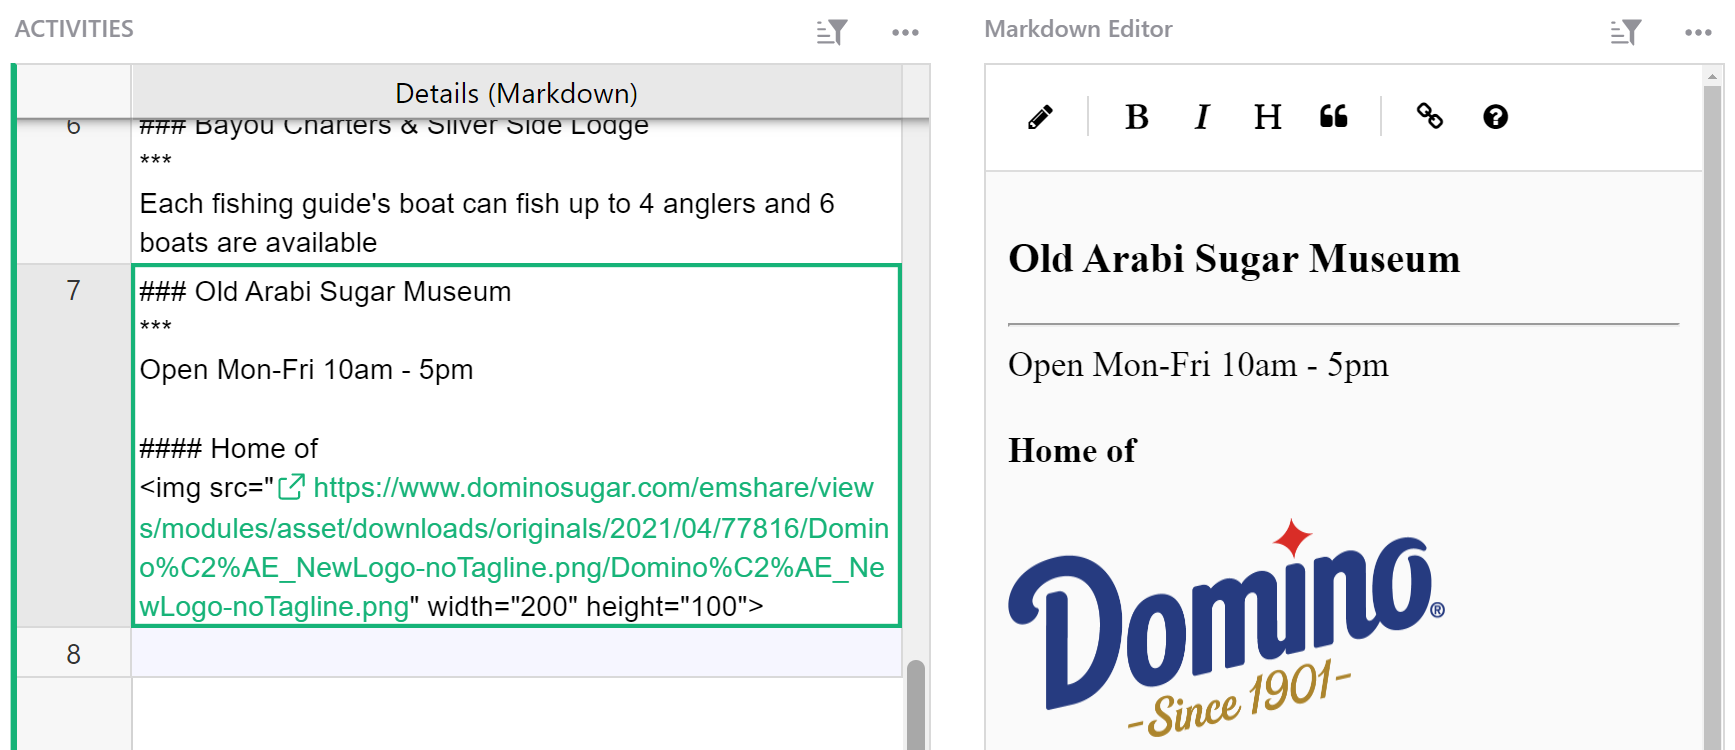 ACTIVITIES
Details (Markdown)
6
### Bayou Charters & Silver Side Lodge
***
Each fishing guide's boat can fish up to 4 anglers and 6
boats are available
7
### Old Arabi Sugar Museum
***
Open Mon-Fri 10am - 5pm
#### Home of
<img src="https://www.dominosugar.com/emshare/view
s/modules/asset/downloads/originals/2021/04/77816/Domin
o%C2%AE_NewLogo-noTagline.png/Domino%C2%AE_Ne
wLogo-noTagline.png" width="200" height="100">
8
Markdown Editor
B I H
Old Arabi Sugar Museum
Open Mon-Fri 10am - 5pm
Home of
Domino®
-Since 1901-